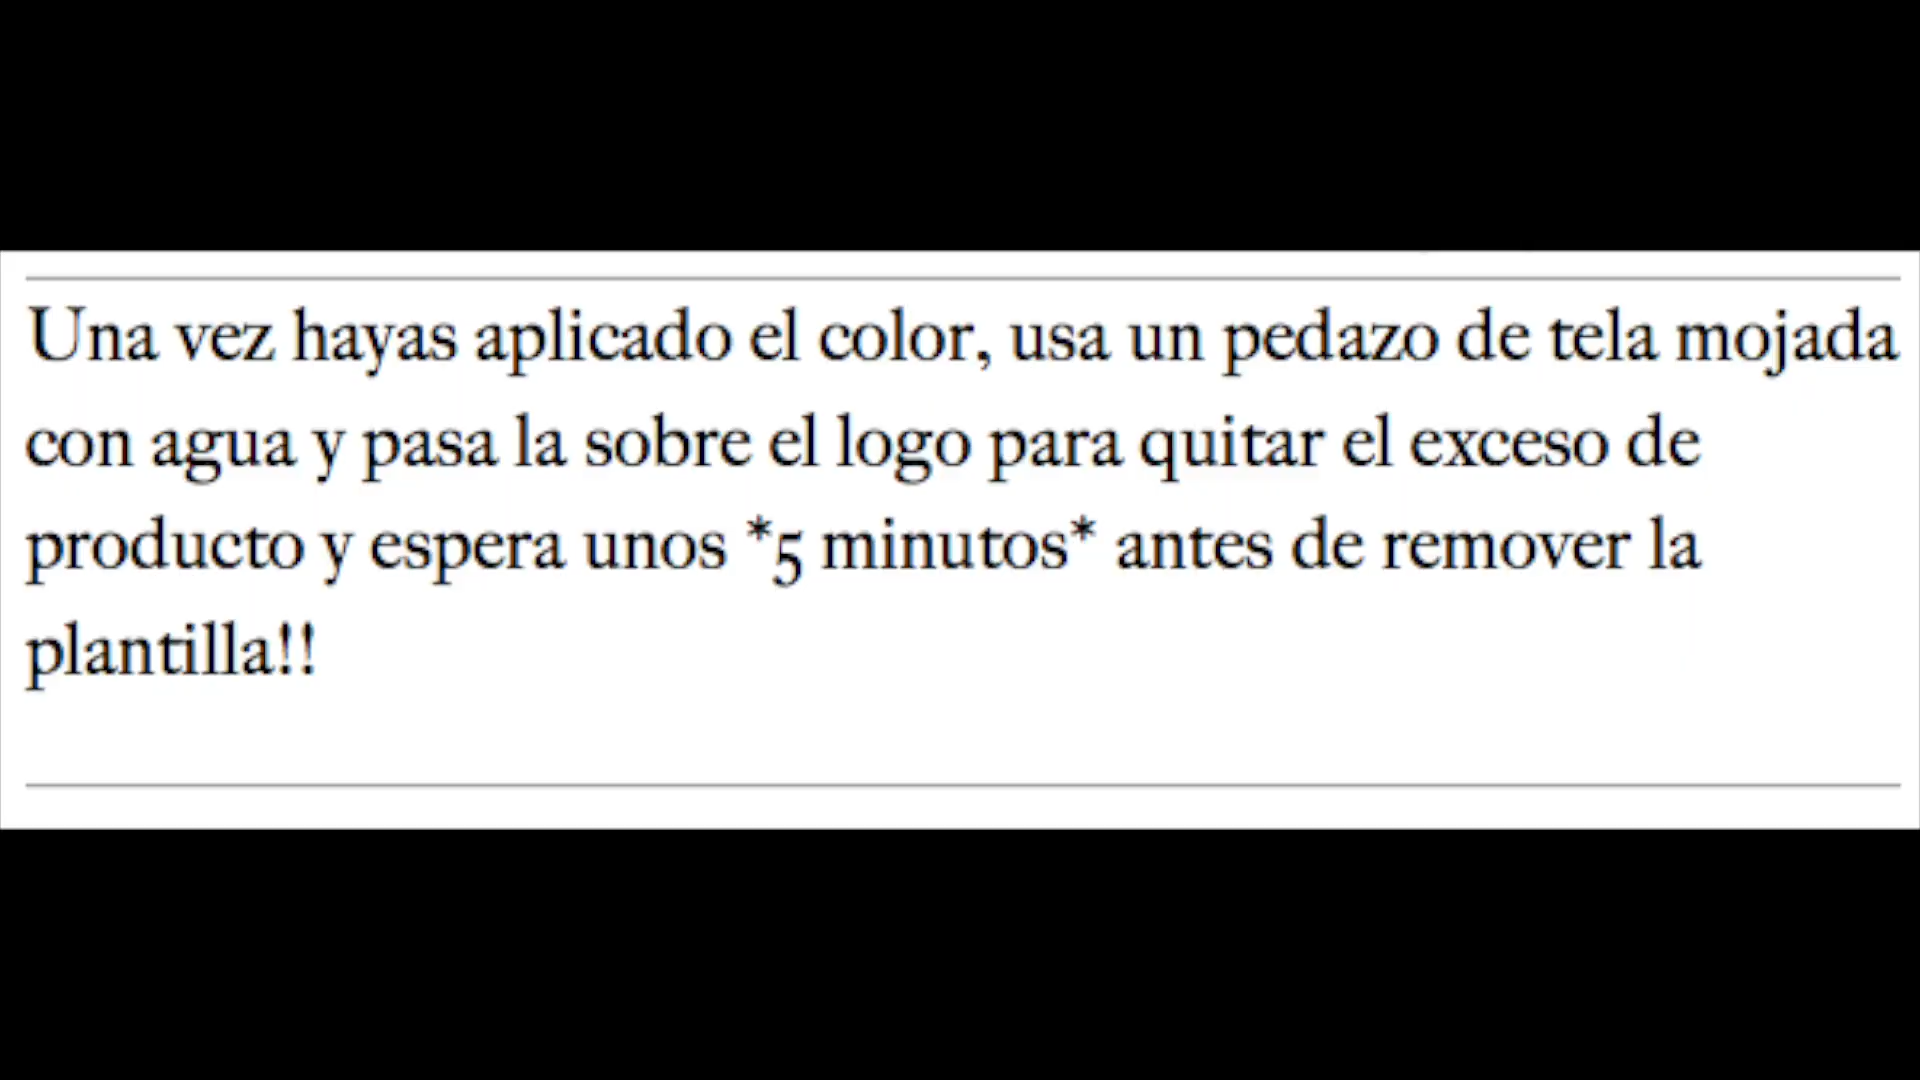 Una vez hayas aplicado el color, usa un pedazo de tela mojada
con agua y pasa la sobre el logo para quitar el exceso de
producto y espera unos *5 minutos* antes de remover la
plantilla!!